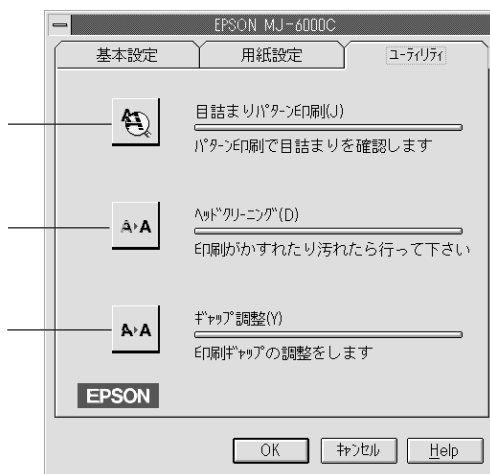 EPSON MJ-6000C
基本設定 用紙設定 ﾕｰﾃｨﾘﾃｨ
目詰まりﾊﾟﾀｰﾝ印刷(J)
ﾊﾟﾀｰﾝ印刷で目詰まりを確認します
ﾍｯﾄﾞｸﾘｰﾆﾝｸﾞ(D)
印刷がかすれたり汚れたら行って下さい
ｷﾞｬｯﾌﾟ調整(Y)
印刷ｷﾞｬｯﾌﾟの調整をします
A▸A
A▸A
EPSON
OK ｷｬﾝｾﾙ Help